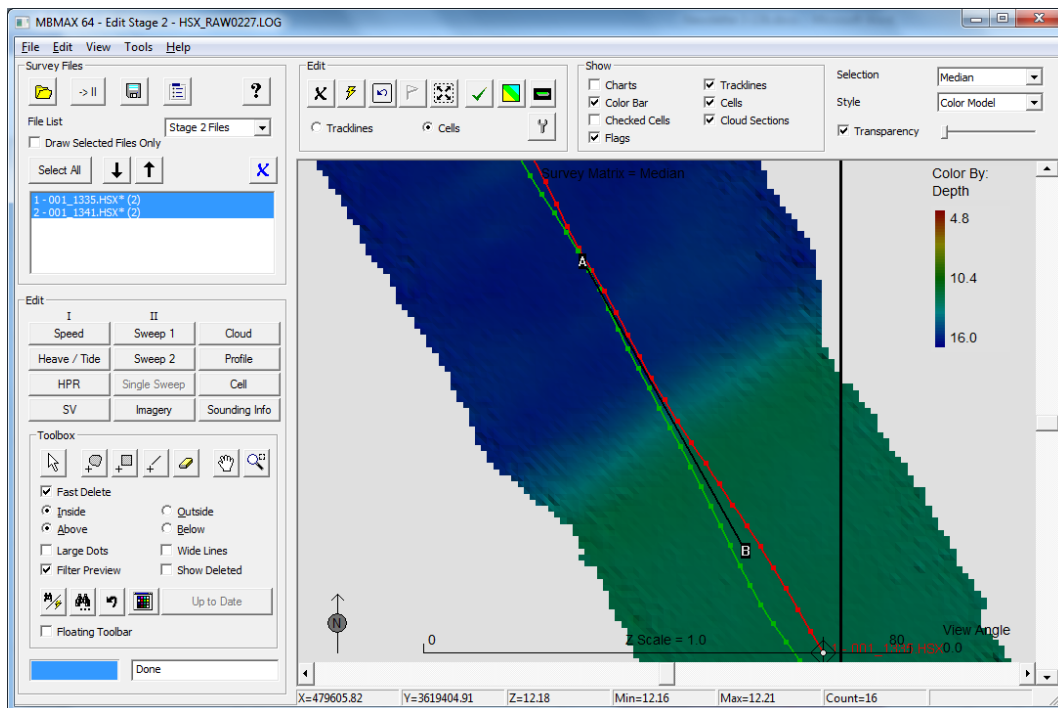 MBMAX 64 - Edit Stage 2 - HSX_RAW0227.LOG
File Edit View Tools Help
Survey Files
-> II
?
File List
Stage 2 Files
Draw Selected Files Only
Select All
X
1 - 001_1335.HSX* (2)
2 - 001_1341.HSX* (2)
Edit
X
Tracklines
Cells
Show
Charts
Tracklines
Color Bar
Cells
Checked Cells
Cloud Sections
Flags
Selection
Median
Style
Color Model
Transparency
Edit
I
II
Speed
Sweep 1
Cloud
Heave / Tide
Sweep 2
Profile
HPR
Single Sweep
Cell
SV
Imagery
Sounding Info
Toolbox
Fast Delete
Inside
Outside
Above
Below
Large Dots
Wide Lines
Filter Preview
Show Deleted
Up to Date
Floating Toolbar
Done
Survey Matrix = Median
Color By:
Depth
4.8
10.4
16.0
A
B
N
0
Z Scale = 1.0
80
View Angle
0.0
X=479605.82
Y=3619404.91
Z=12.18
Min=12.16
Max=12.21
Count=16